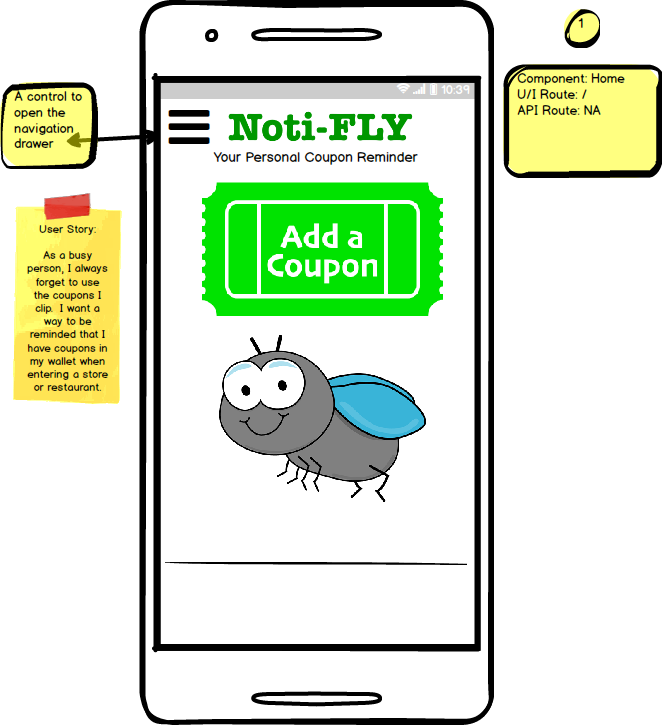 1
Component: Home
U/I Route: /
API Route: NA
A control to
open the
navigation
drawer
10:39
Noti-FLY
Your Personal Coupon Reminder
Add a
Coupon
User Story:
As a busy
person, I always
forget to use
the coupons I
clip. I want a
way to be
reminded that I
have coupons in
my wallet when
entering a store
or restaurant.